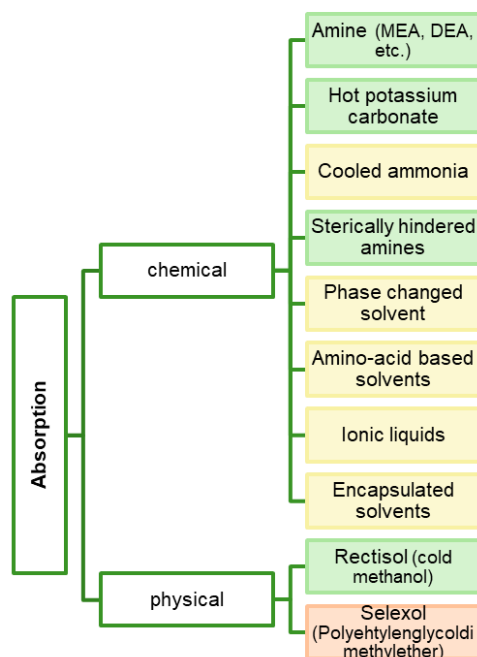 Absorption
chemical
Amine (MEA, DEA,
etc.)
Hot potassium
carbonate
Cooled ammonia
Sterically hindered
amines
Phase changed
solvent
Amino-acid based
solvents
Ionic liquids
Encapsulated
solvents
physical
Rectisol (cold
methanol)
Selexol
(Polyehtylenglycoldi
methylether)